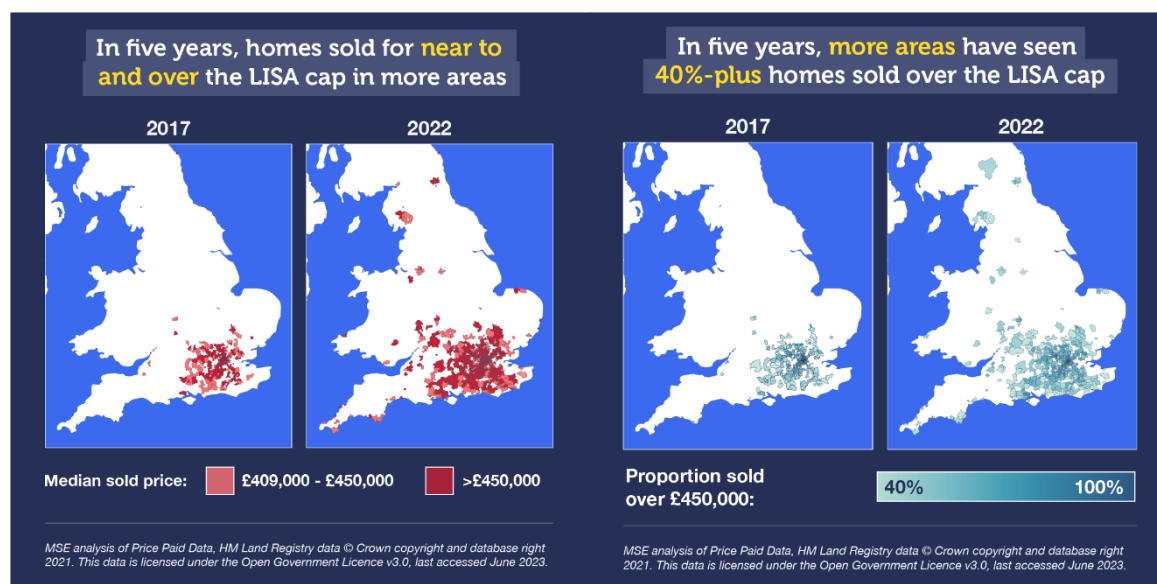 In five years, homes sold for near to
and over the LISA cap in more areas
2017
2022
Median sold price:
£409,000 - £450,000
>£450,000
MSE analysis of Price Paid Data, HM Land Registry data © Crown copyright and database right
2021. This data is licensed under the Open Government Licence v3.0, last accessed June 2023.
In five years, more areas have seen
40%-plus homes sold over the LISA cap
2017
2022
Proportion sold
over £450,000:
40%
100%
MSE analysis of Price Paid Data, HM Land Registry data © Crown copyright and database right
2021. This data is licensed under the Open Government Licence v3.0, last accessed June 2023.